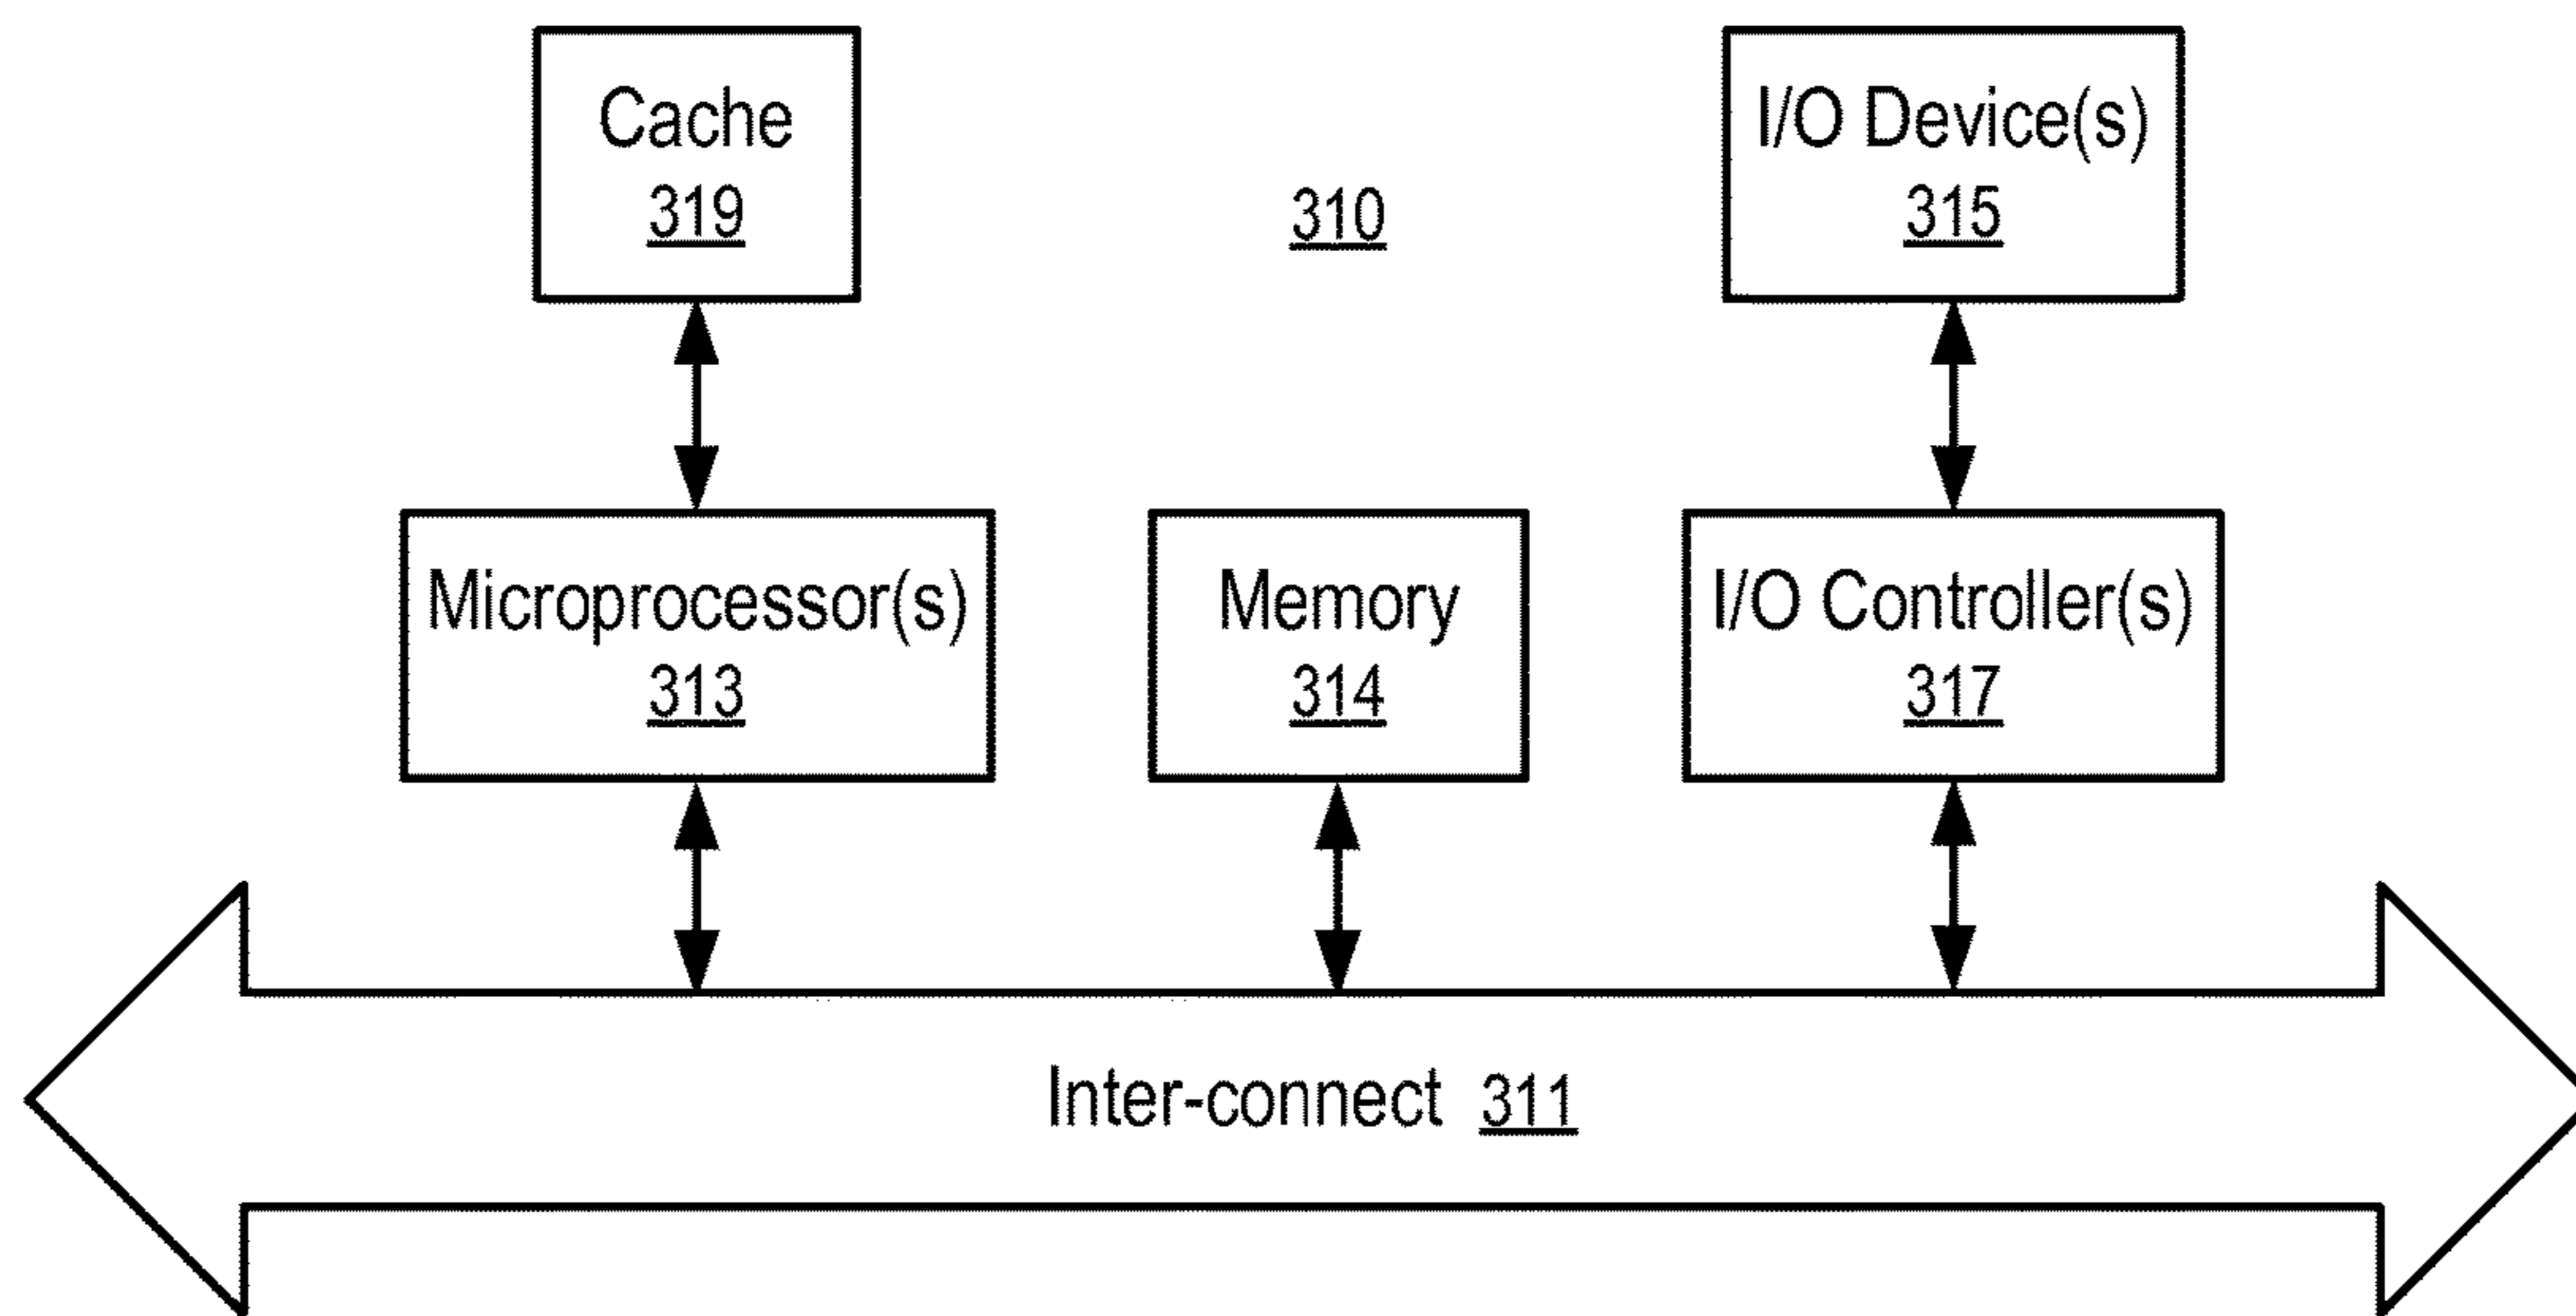 Cache
319
310
I/O Device(s)
315
Microprocessor(s)
313
Memory
314
I/O Controller(s)
317
Inter-connect 311